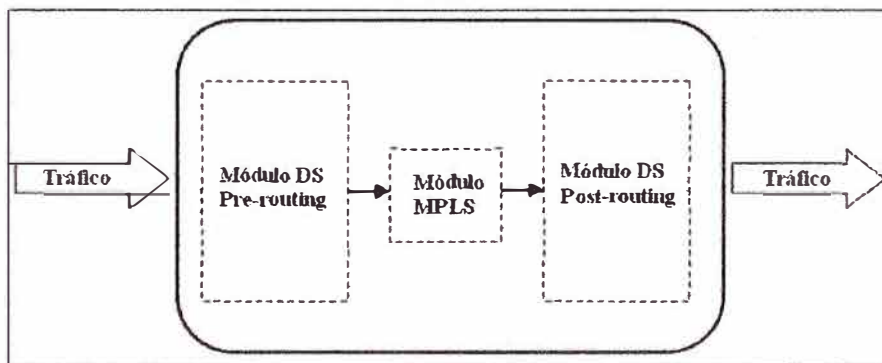 Tráfico
Módulo DS
Pre-routing
Módulo
MPLS
Módulo DS
Post-routing
Tráfico